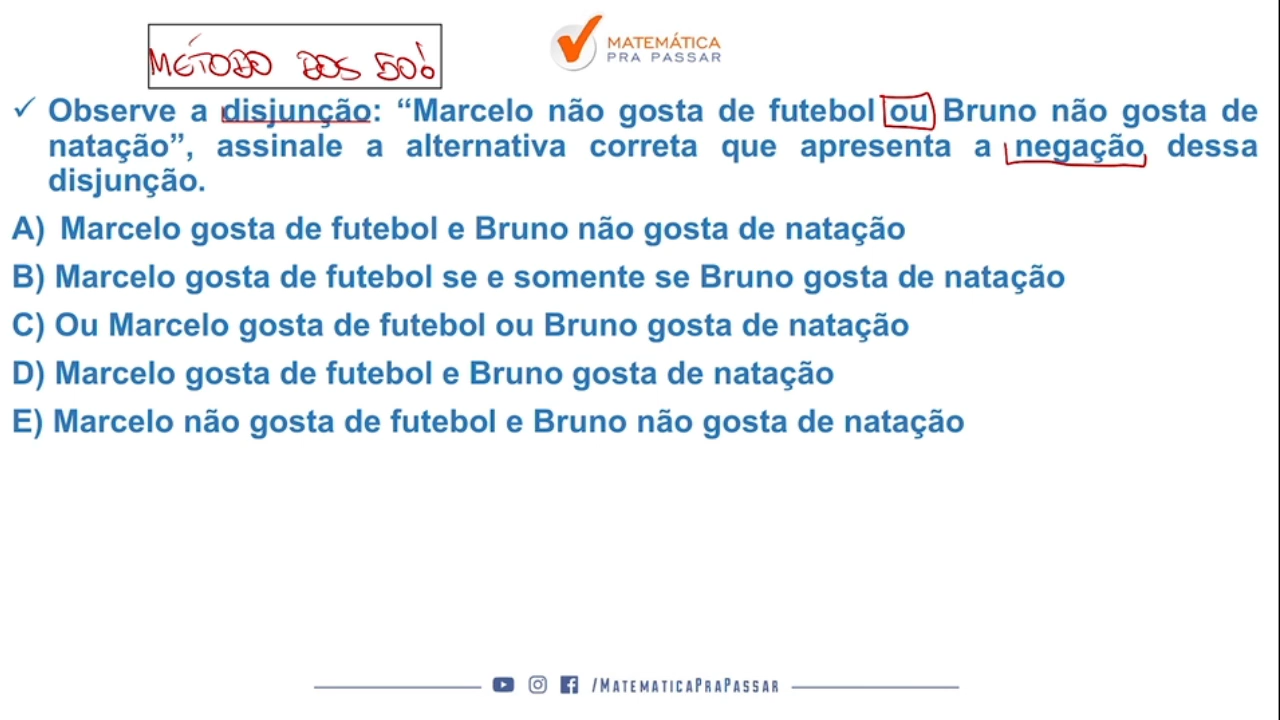 MÉTODO DOS 50!
MATEMÁTICA
PRA PASSAR
✓ Observe a disjunção: “Marcelo não gosta de futebol ou Bruno não gosta de
natação”, assinale a alternativa correta que apresenta a negação dessa
disjunção.
A) Marcelo gosta de futebol e Bruno não gosta de natação
B) Marcelo gosta de futebol se e somente se Bruno gosta de natação
C) Ou Marcelo gosta de futebol ou Bruno gosta de natação
D) Marcelo gosta de futebol e Bruno gosta de natação
E) Marcelo não gosta de futebol e Bruno não gosta de natação
/MATEMATICAPRAPASSAR